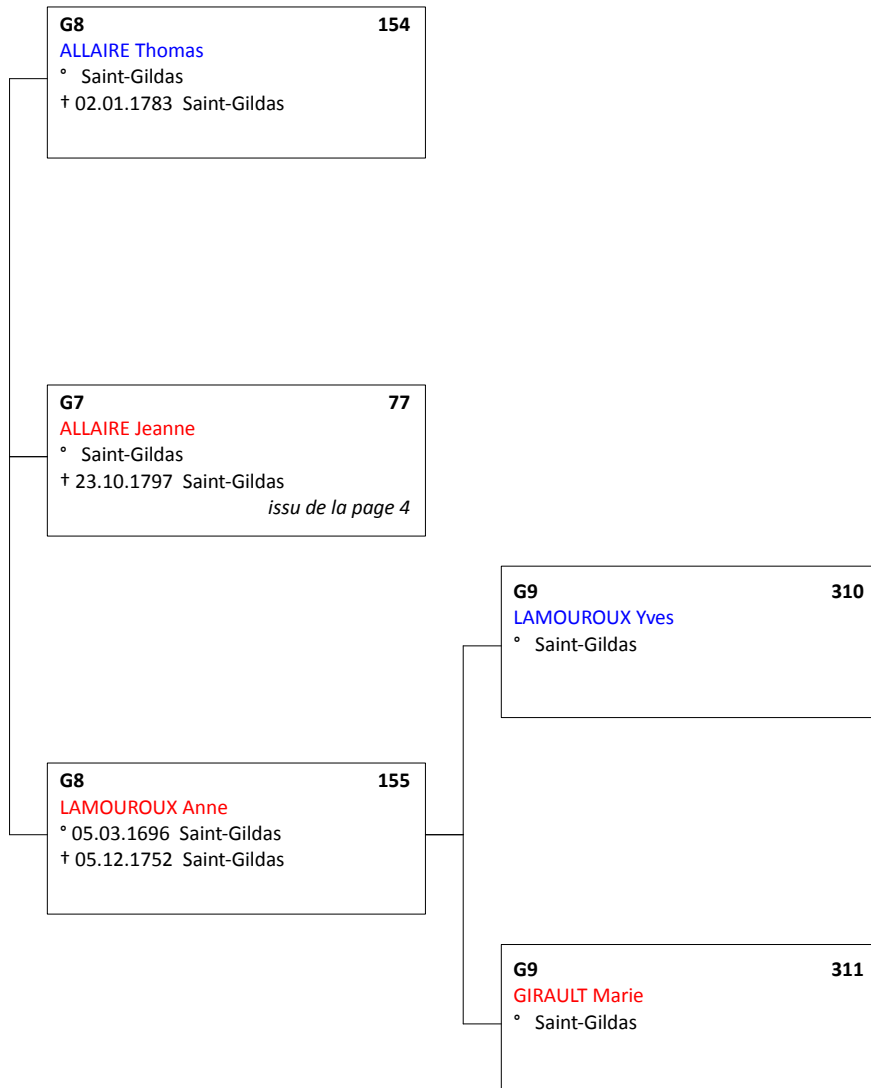 G8 154
ALLAIRE Thomas
° Saint-Gildas
† 02.01.1783 Saint-Gildas
G7 77
ALLAIRE Jeanne
° Saint-Gildas
† 23.10.1797 Saint-Gildas
issu de la page 4
G9 310
LAMOUROUX Yves
° Saint-Gildas
G8 155
LAMOUROUX Anne
° 05.03.1696 Saint-Gildas
† 05.12.1752 Saint-Gildas
G9 311
GIRAULT Marie
° Saint-Gildas